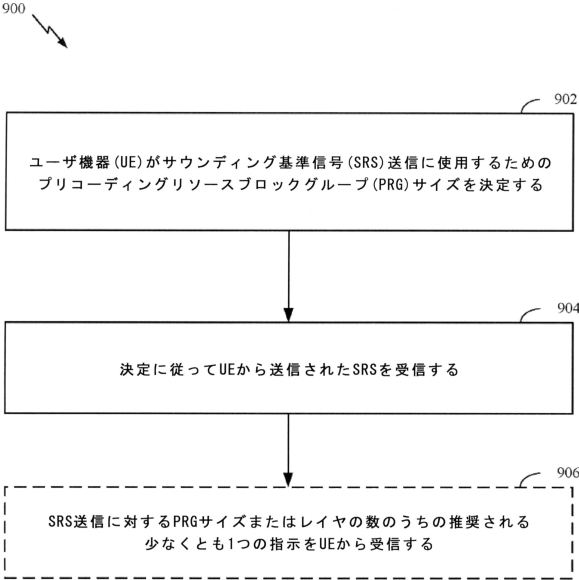 900
902
ユーザ機器(UE)がサウンディング基準信号(SRS)送信に使用するための
プリコーディングリソースブロックグループ(PRG)サイズを決定する
904
決定に従ってUEから送信されたSRSを受信する
906
SRS送信に対するPRGサイズまたはレイヤの数のうちの推奨される
少なくとも1つの指示をUEから受信する